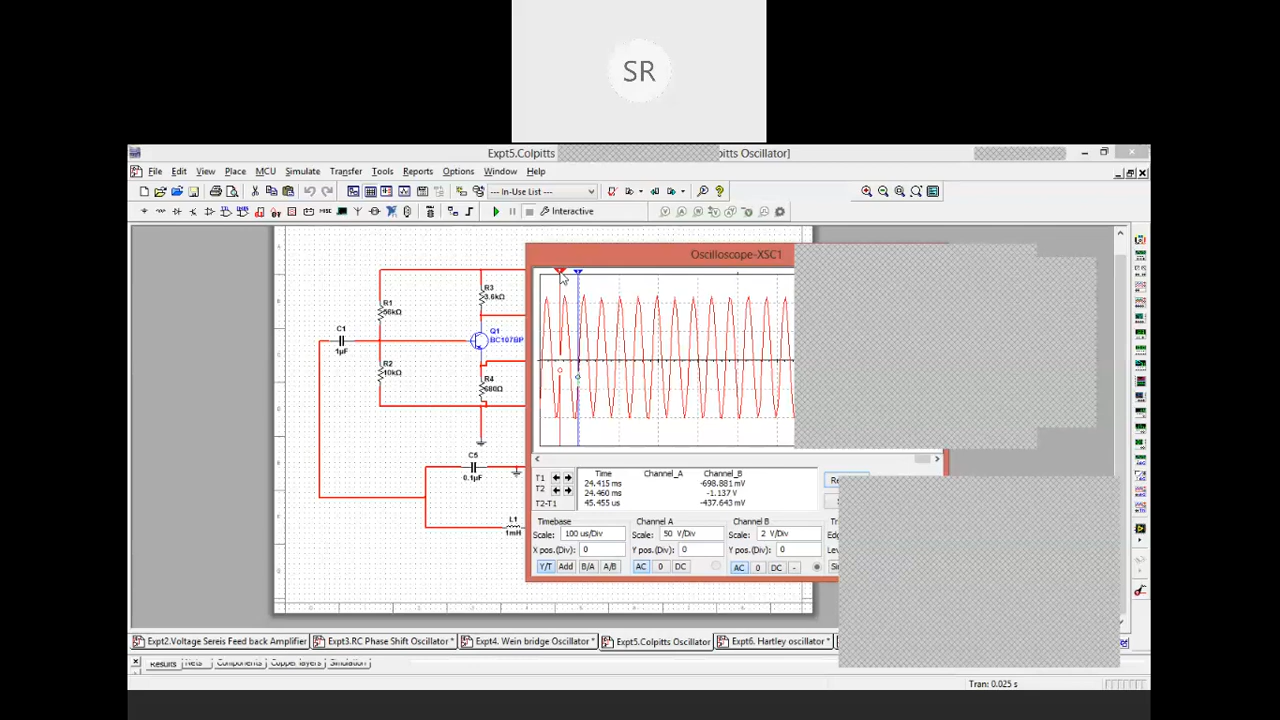 SR
Expt5.Colpitts
pitts Oscillator]
File Edit View Place MCU Simulate Transfer Tools Reports Options Window Help
--- In-Use List ---
Interactive
Oscilloscope-XSC1
R1
56kΩ
R3
3.6kΩ
C1
1µF
Q1
BC107BP
R2
10kΩ
R4
680Ω
C5
0.1µF
L1
1mH
Time Channel_A Channel_B
T1 24.415 ms -698.881 mV
T2 24.460 ms -1.137 V
T2-T1 45.455 us -437.643 mV
Re
Timebase Channel A Channel B
Scale: 100 us/Div Scale: 50 V/Div Scale: 2 V/Div
X pos.(Div): 0 Y pos.(Div): 0 Y pos.(Div): 0
Y/T Add B/A A/B AC 0 DC AC 0 DC -
Expt2.Voltage Sereis Feed back Amplifier Expt3.RC Phase Shift Oscillator * Expt4. Wein bridge Oscillator * Expt5.Colpitts Oscillator Expt6. Hartley oscillator *
Results Nets Components Copper layers Simulation
Tran: 0.025 s